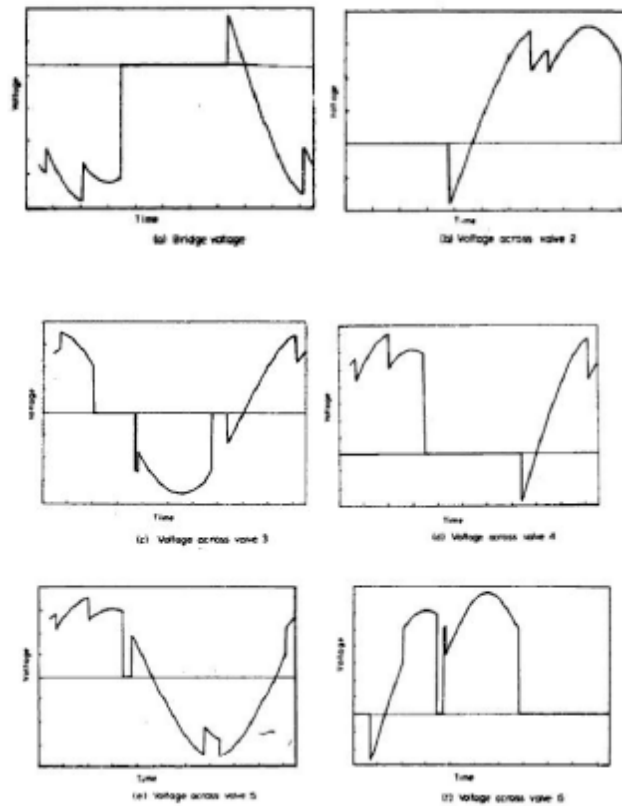 Voltage
Time
(a) Bridge voltage
Voltage
Time
(b) Voltage across valve 2
Voltage
Time
(c) Voltage across valve 3
Voltage
Time
(d) Voltage across valve 4
Voltage
Time
(e) Voltage across valve 5
Voltage
Time
(f) Voltage across valve 6